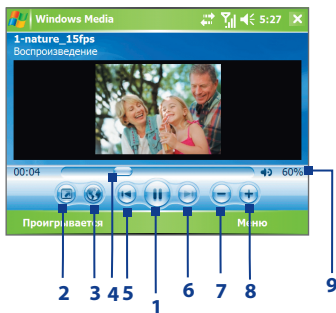 Windows Media 5:27
1-nature_15fps
Воспроизведение
00:04 60%
Проигрывается Меню
2 3 4 5 1 6 7 8 9